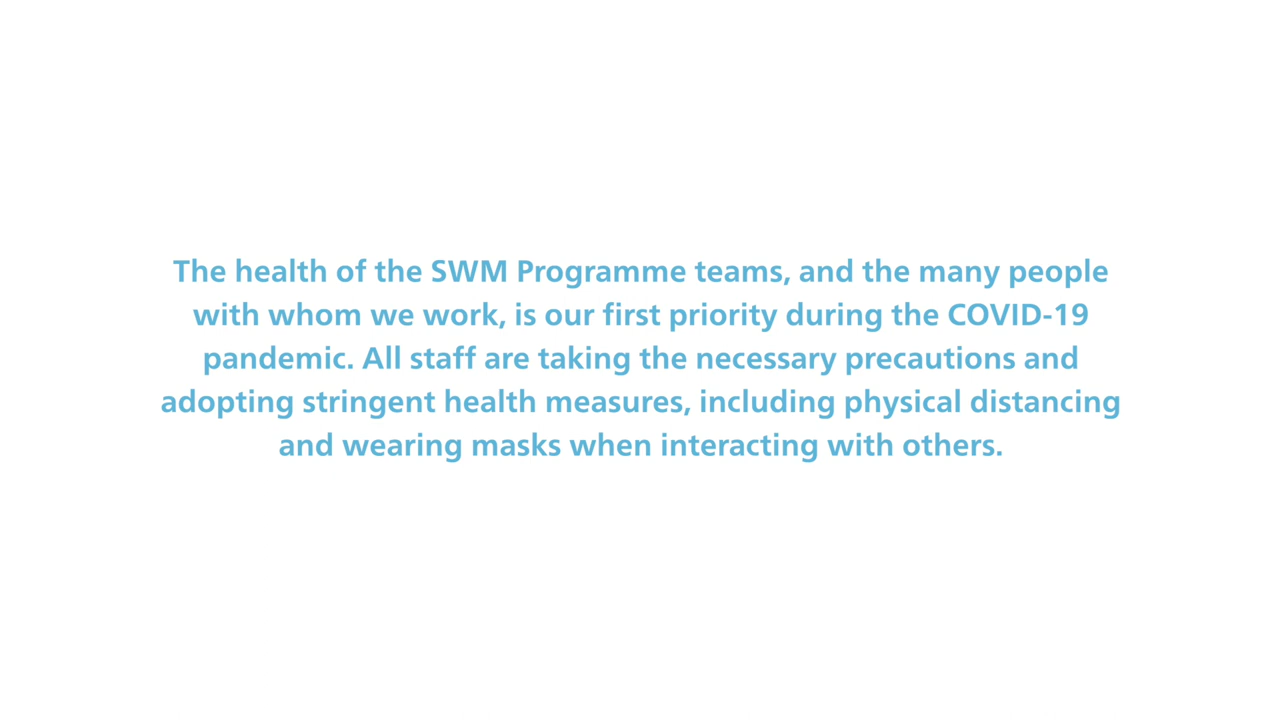 The health of the SWM Programme teams, and the many people
with whom we work, is our first priority during the COVID-19
pandemic. All staff are taking the necessary precautions and
adopting stringent health measures, including physical distancing
and wearing masks when interacting with others.